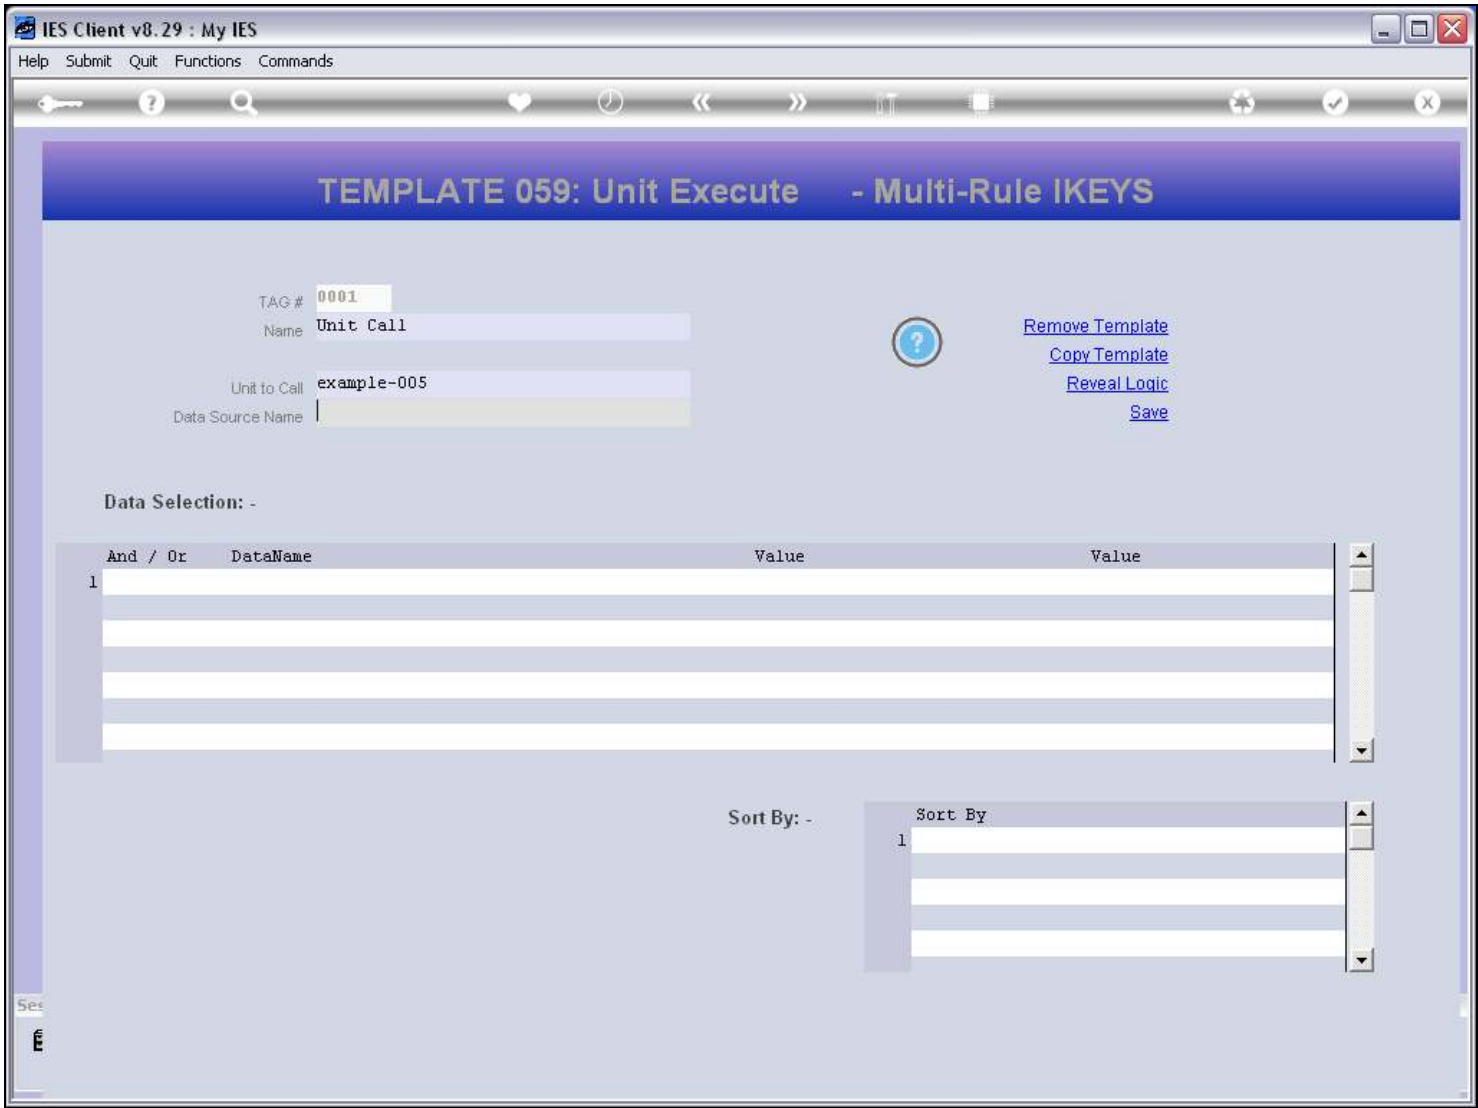 IES Client v8.29 : My IES
Help Submit Quit Functions Commands
TEMPLATE 059: Unit Execute - Multi-Rule IKEYS
TAG # 0001
Name Unit Call
Remove Template
Copy Template
Unit to Call example-005
Reveal Logic
Data Source Name
Save
Data Selection: -
And / Or DataName Value Value
1
Sort By: -
Sort By
1
Ses